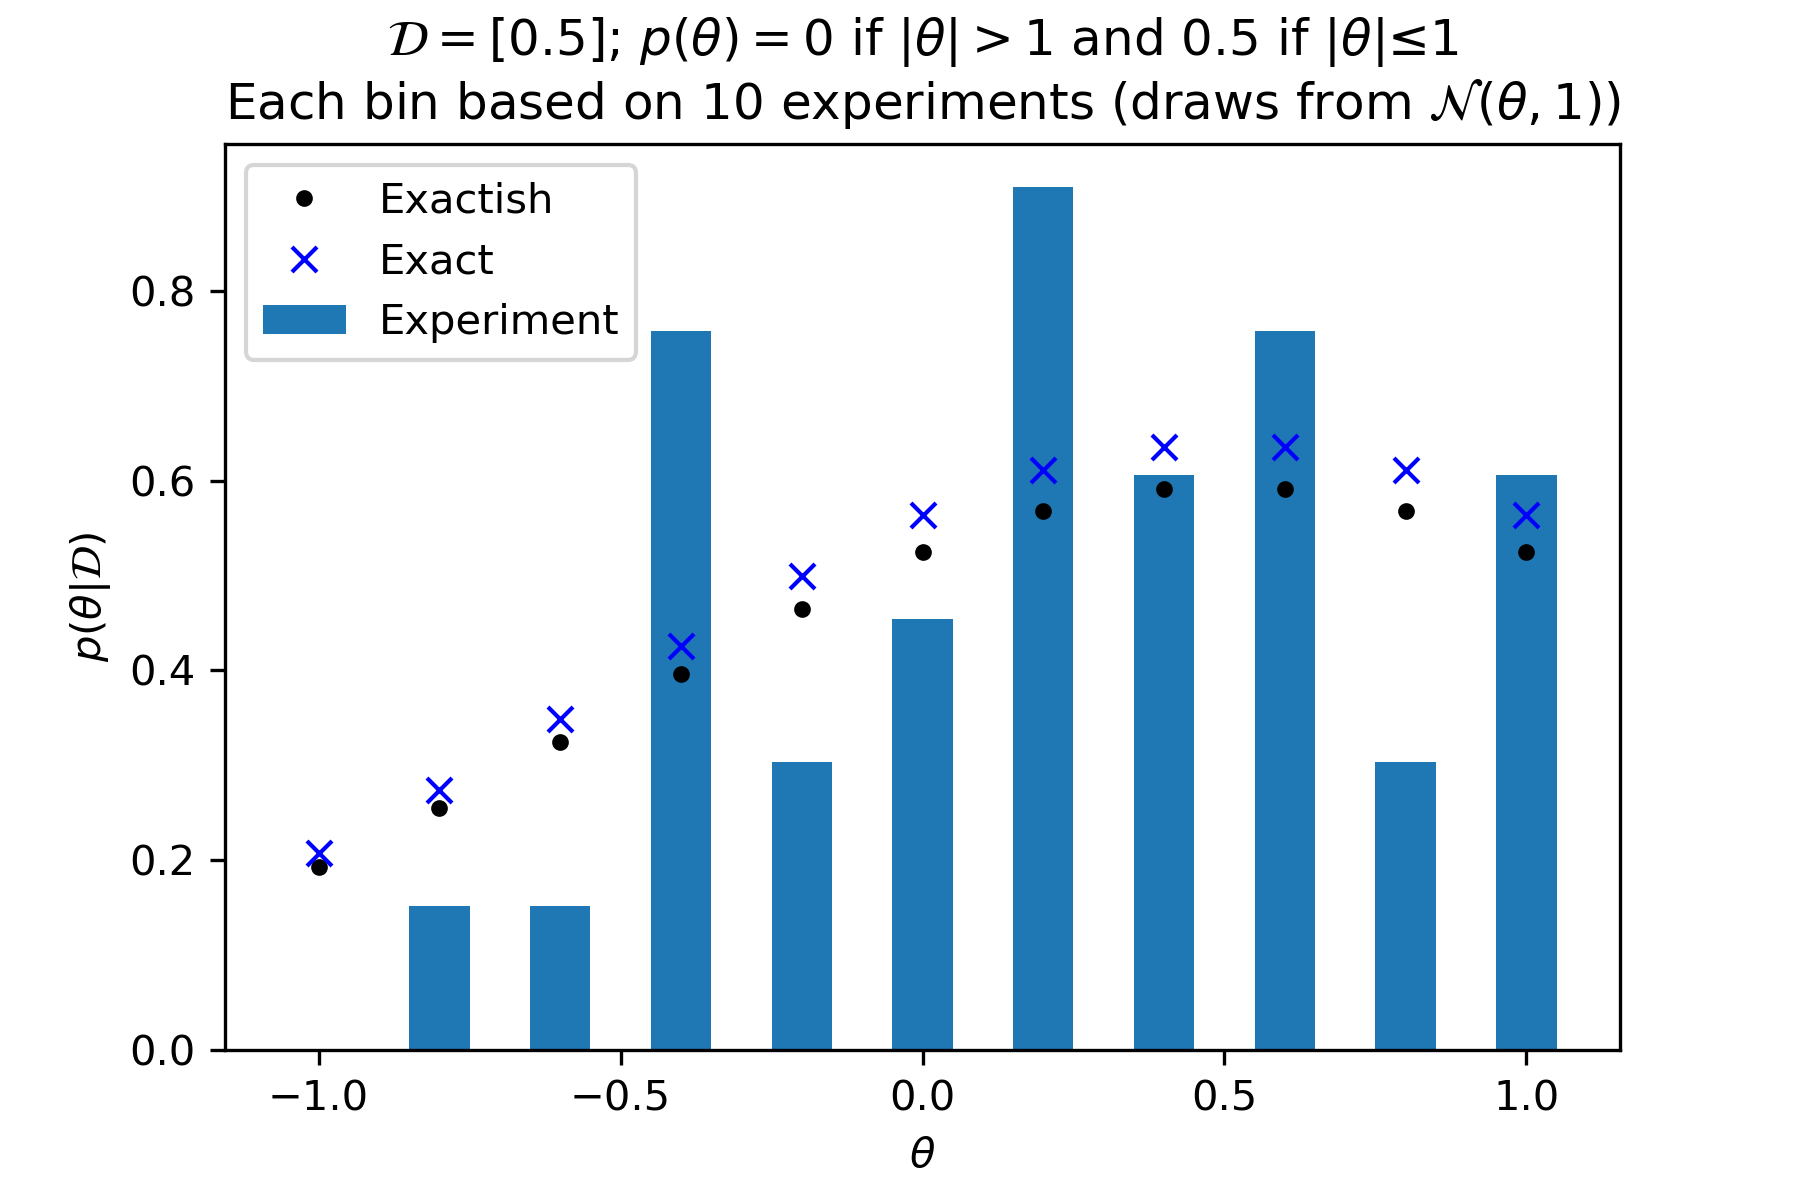 𝒟 = [0.5]; p(θ) = 0 if |θ| > 1 and 0.5 if |θ|≤1
Each bin based on 10 experiments (draws from 𝒩(θ, 1))
Exactish
Exact
Experiment
0.8
0.6
0.4
0.2
0.0
p(θ|𝒟)
−1.0 −0.5 0.0 0.5 1.0
θ